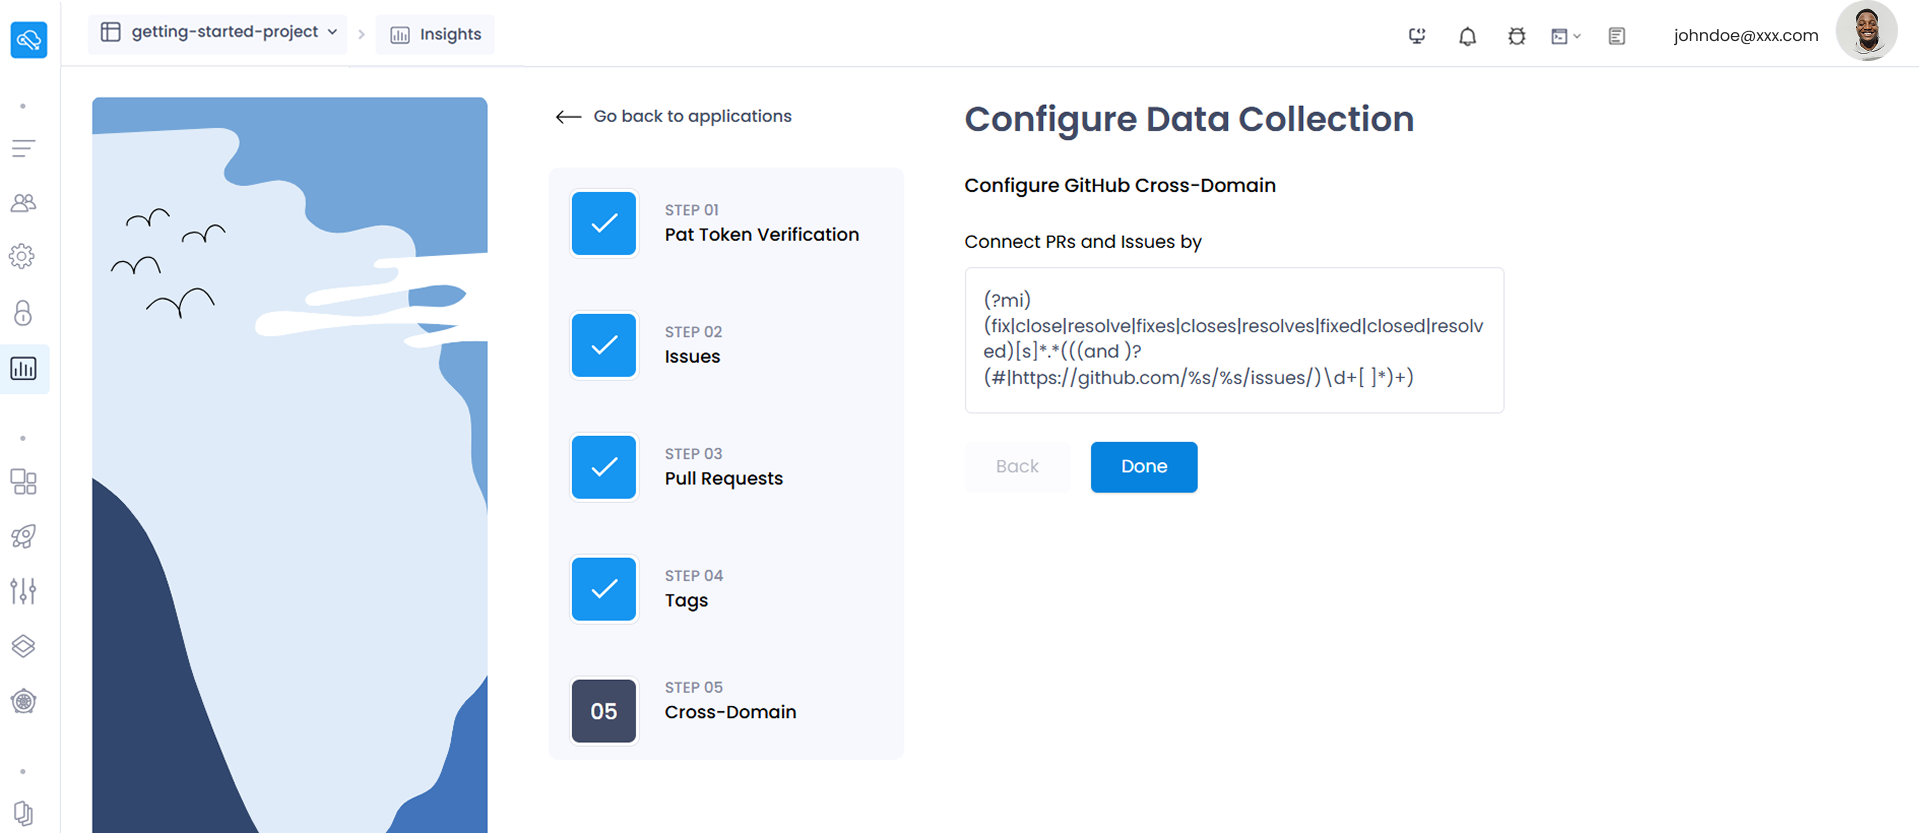 getting-started-project
Insights
johndoe@xxx.com
Go back to applications
STEP 01
Pat Token Verification
STEP 02
Issues
STEP 03
Pull Requests
STEP 04
Tags
05
STEP 05
Cross-Domain
Configure Data Collection
Configure GitHub Cross-Domain
Connect PRs and Issues by
(?mi)
(fix|close|resolve|fixes|closes|resolves|fixed|closed|resolv
ed)[s]*.*(((and )?
(#|https://github.com/%s/%s/issues/)\d+[ ]*)+)
Back
Done